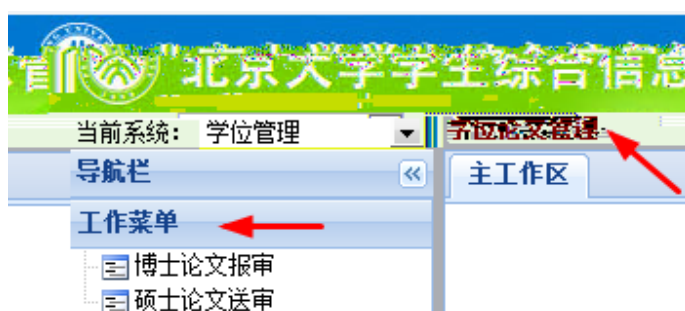 北京大学学生综合信息
当前系统： 学位管理 学位论文管理
导航栏
主工作区
工作菜单
博士论文报审
硕士论文送审